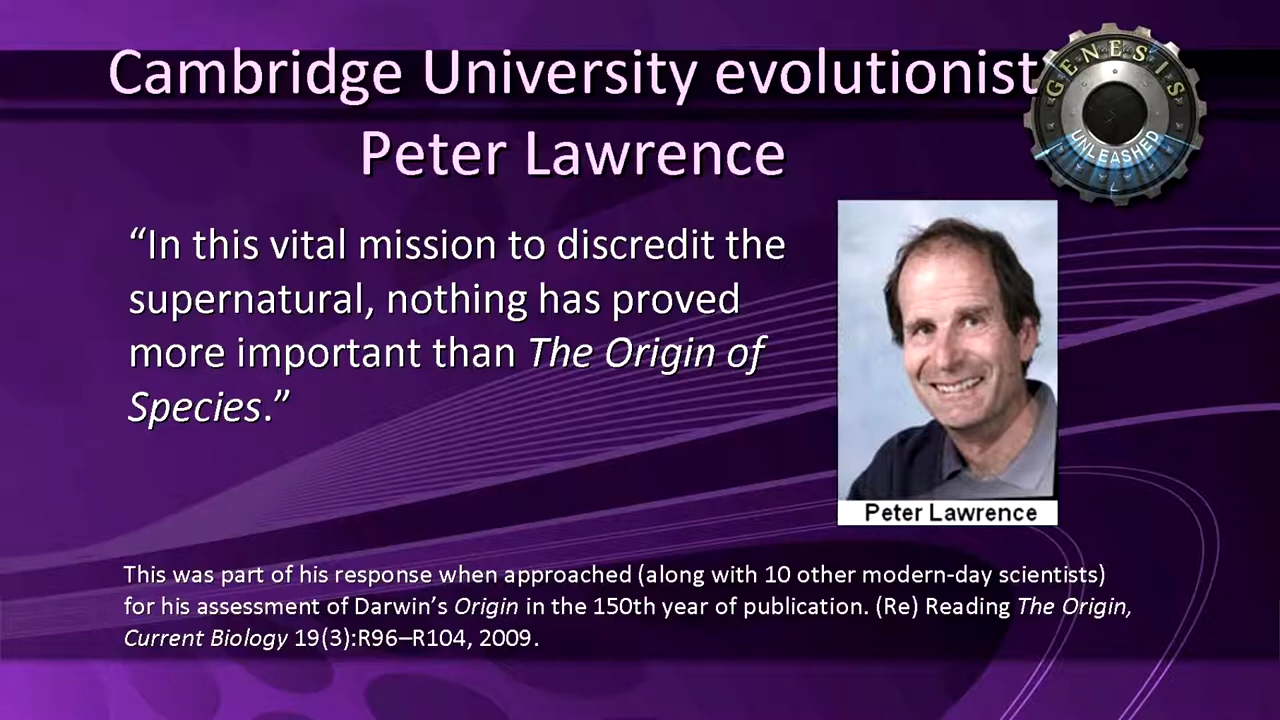 Cambridge University evolutionist
Peter Lawrence
GENESIS
UNLEASHED
“In this vital mission to discredit the
supernatural, nothing has proved
more important than The Origin of
Species.”
Peter Lawrence
This was part of his response when approached (along with 10 other modern-day scientists)
for his assessment of Darwin’s Origin in the 150th year of publication. (Re) Reading The Origin,
Current Biology 19(3):R96–R104, 2009.